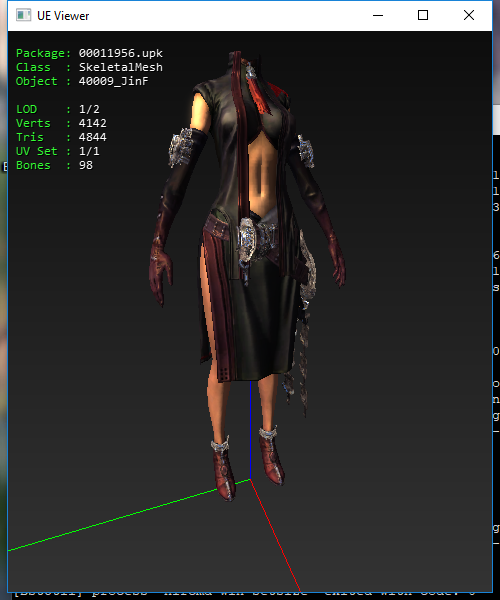 UE Viewer
Package: 00011956.upk
Class  : SkeletalMesh
Object : 40009_JinF
LOD    : 1/2
Verts  : 4142
Tris   : 4844
UV Set : 1/1
Bones  : 98